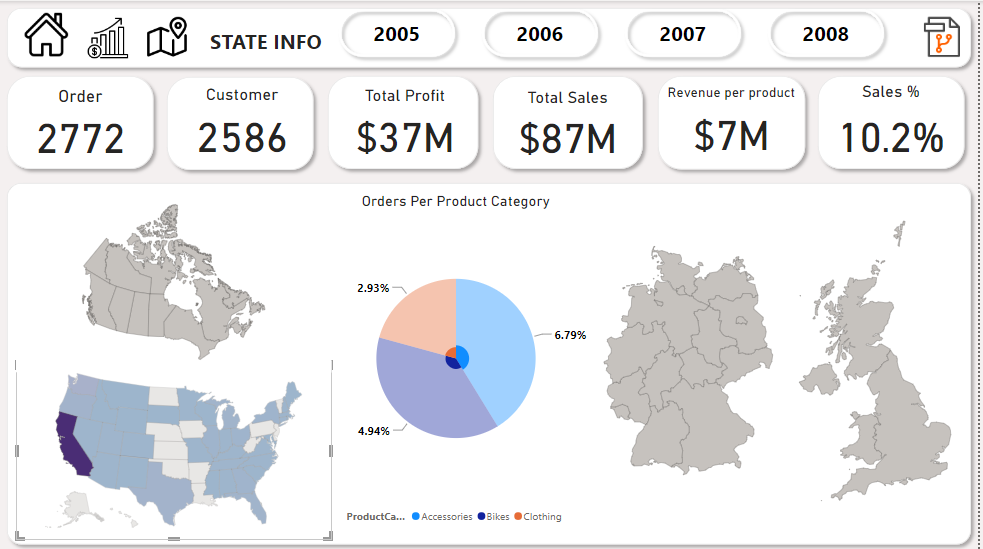 STATE INFO
2005
2006
2007
2008
Order
2772
Customer
2586
Total Profit
$37M
Total Sales
$87M
Revenue per product
$7M
Sales %
10.2%
Orders Per Product Category
2.93%
6.79%
4.94%
ProductCa... Accessories Bikes Clothing